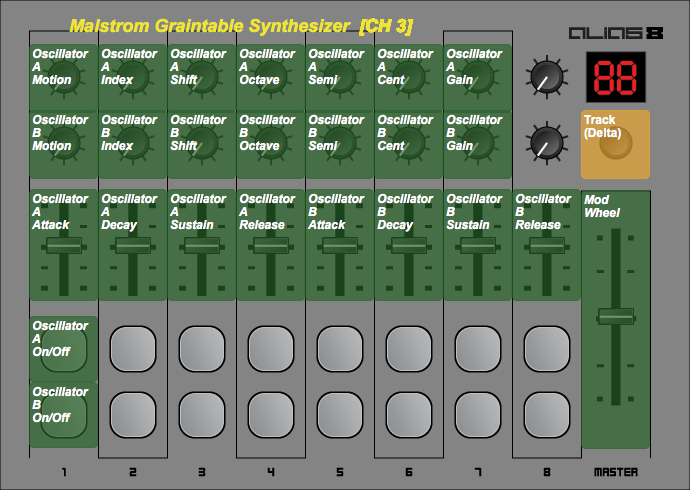 Malstrom Graintable Synthesizer [CH 3]
ALIAS 8
Oscillator A Motion
Oscillator A Index
Oscillator A Shift
Oscillator A Octave
Oscillator A Semi
Oscillator A Cent
Oscillator A Gain
88
Oscillator B Motion
Oscillator B Index
Oscillator B Shift
Oscillator B Octave
Oscillator B Semi
Oscillator B Cent
Oscillator B Gain
Track (Delta)
Oscillator A Attack
Oscillator A Decay
Oscillator A Sustain
Oscillator A Release
Oscillator B Attack
Oscillator B Decay
Oscillator B Sustain
Oscillator B Release
Mod Wheel
Oscillator A On/Off
Oscillator B On/Off
1 2 3 4 5 6 7 8 MASTER